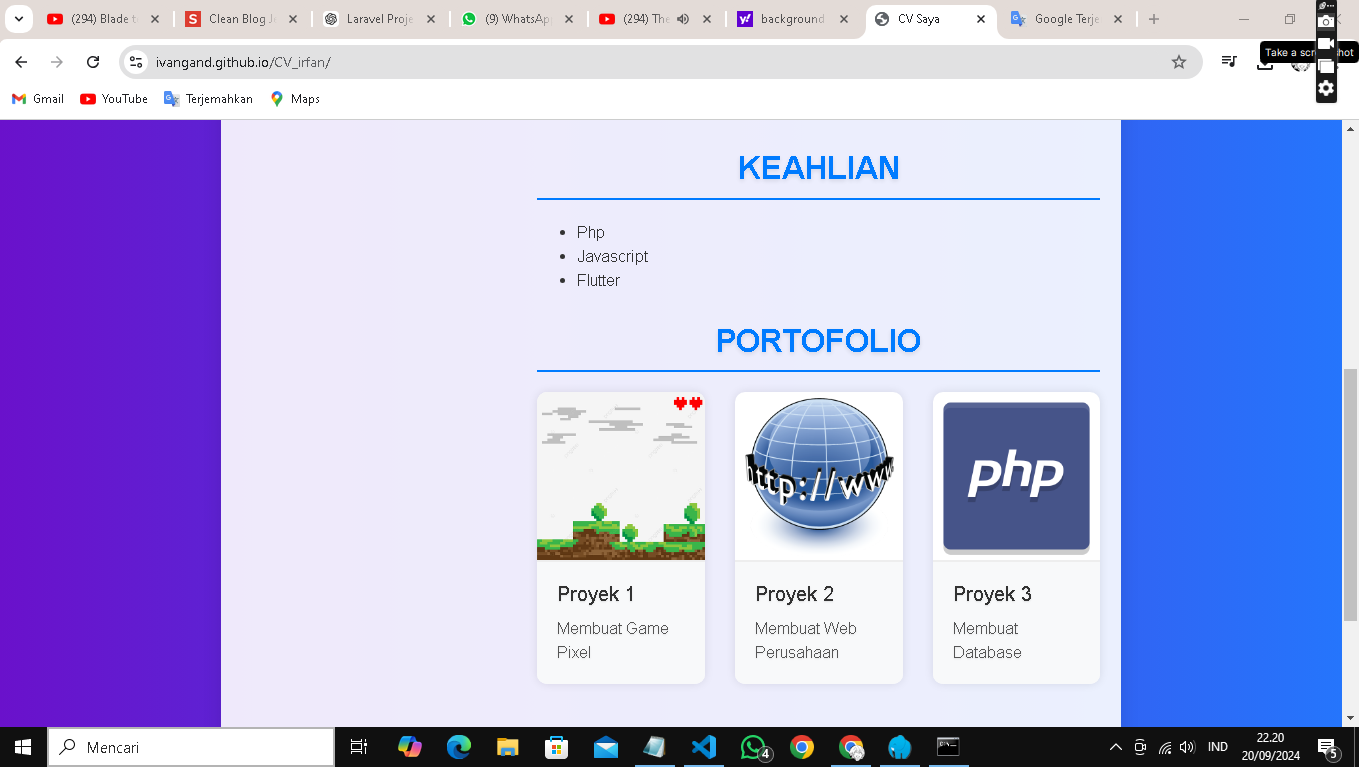 (294) Blade t
Clean Blog J
Laravel Proje
(9) WhatsAp
(294) The
background
CV Saya
Google Terje
ivangand.github.io/CV_irfan/
Take a scr
shot
Gmail
YouTube
Terjemahkan
Maps
KEAHLIAN
Php
Javascript
Flutter
PORTOFOLIO
http://www
php
Proyek 1
Membuat Game
Pixel
Proyek 2
Membuat Web
Perusahaan
Proyek 3
Membuat
Database
Mencari
4
IND
22.20
20/09/2024
5